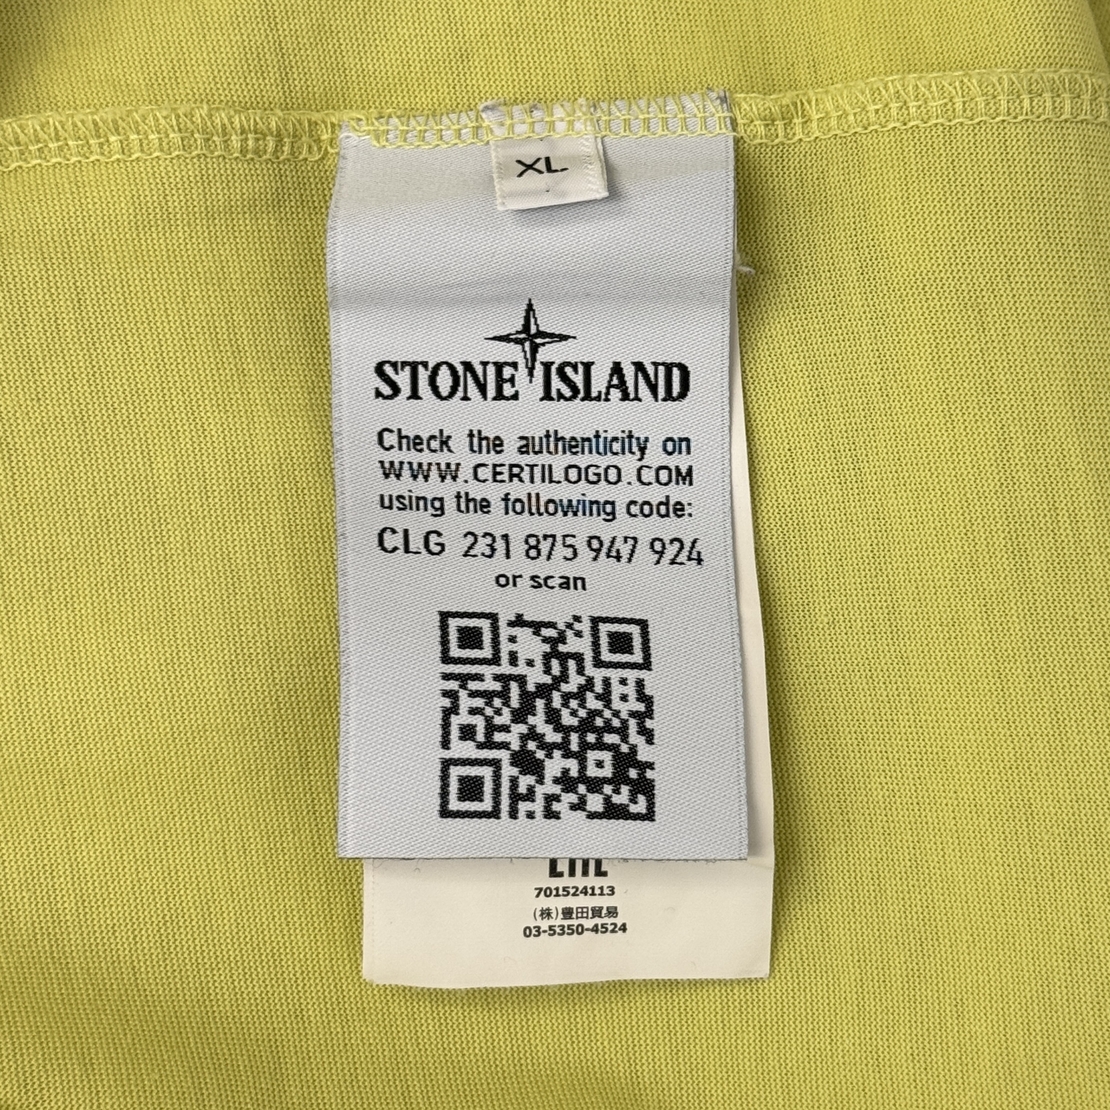 XL
STONE ISLAND
Check the authenticity on
WWW.CERTILOGO.COM
using the following code:
CLG 231 875 947 924
or scan
701524113
(株)豊田貿易
03-5350-4524